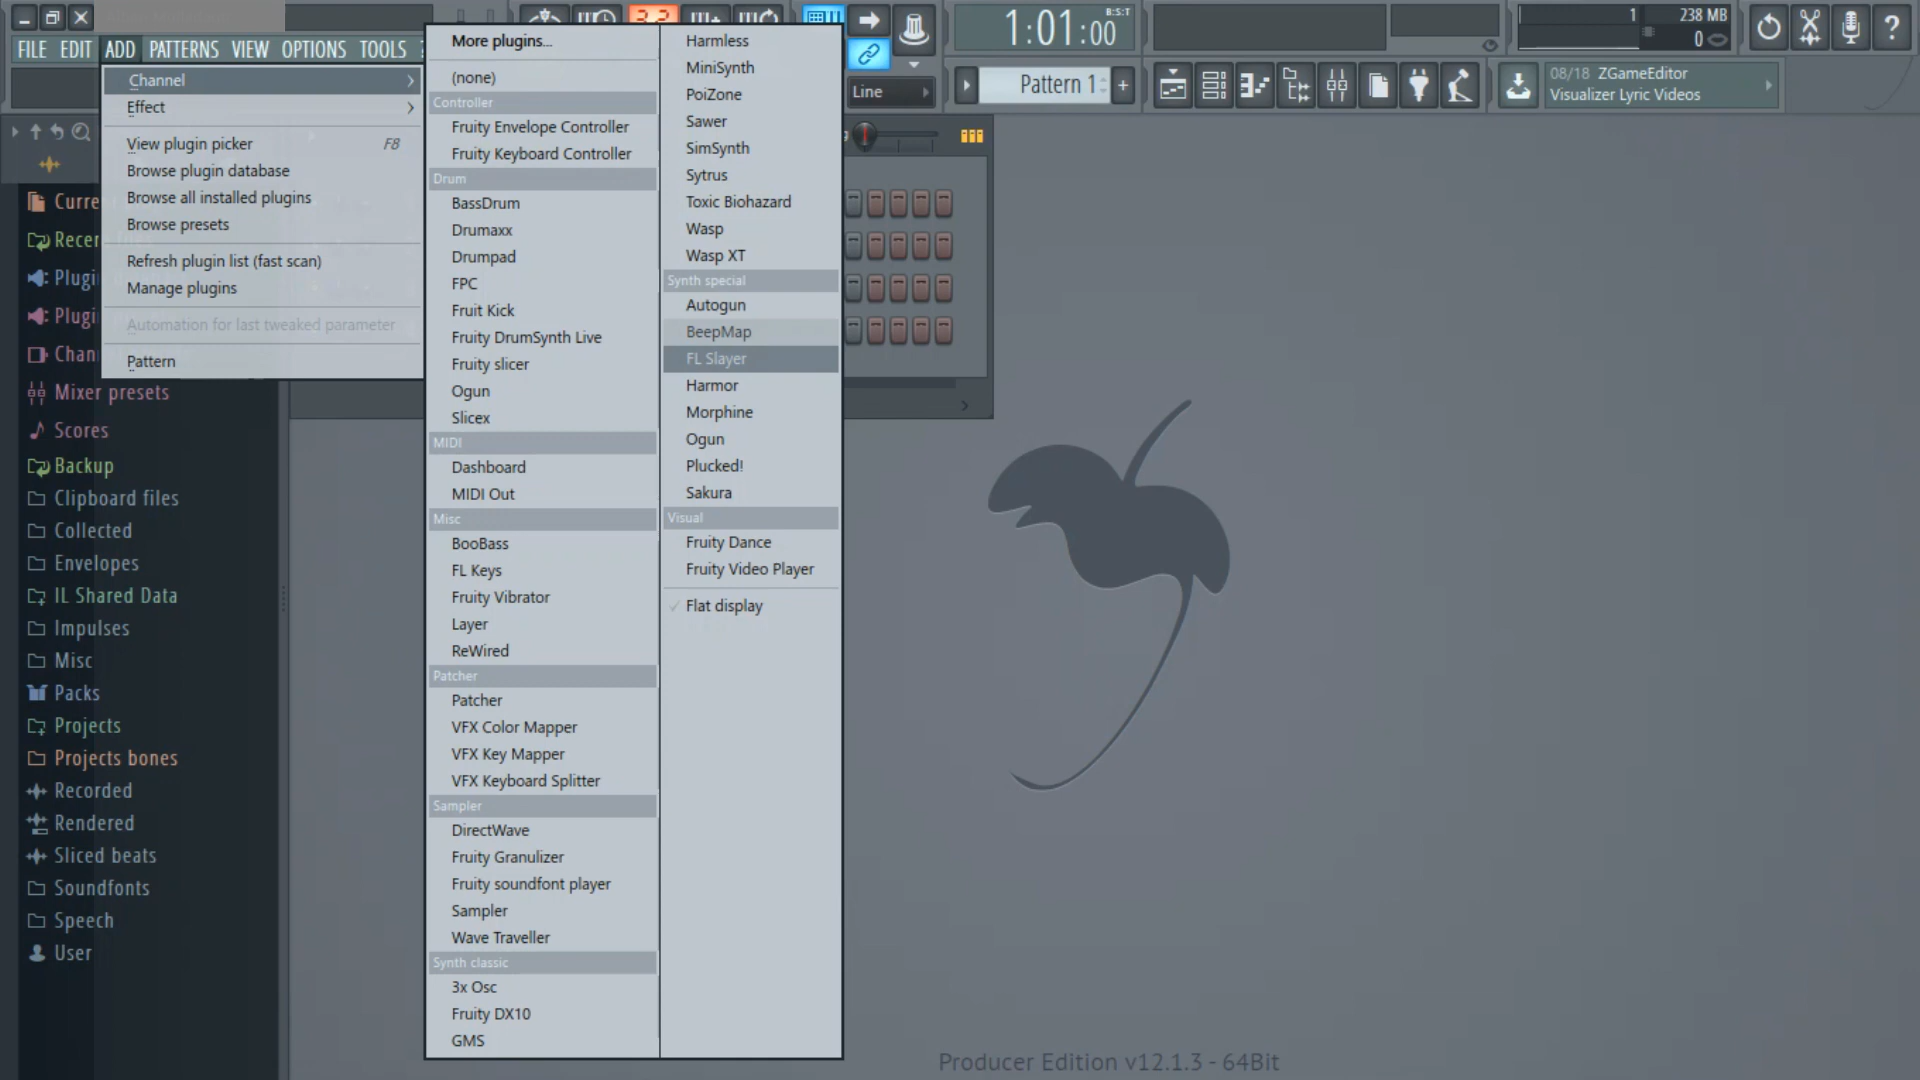 FILE EDIT ADD PATTERNS VIEW OPTIONS TOOLS
Channel
Effect
View plugin picker F8
Browse plugin database
Browse all installed plugins
Browse presets
Refresh plugin list (fast scan)
Manage plugins
Automation for last tweaked parameter
Pattern
Mixer presets
Scores
Backup
Clipboard files
Collected
Envelopes
IL Shared Data
Impulses
Misc
Packs
Projects
Projects bones
Recorded
Rendered
Sliced beats
Soundfonts
Speech
User
More plugins...
(none)
Controller
Fruity Envelope Controller
Fruity Keyboard Controller
Drum
BassDrum
Drumaxx
Drumpad
FPC
Fruit Kick
Fruity DrumSynth Live
Fruity slicer
Ogun
Slicex
MIDI
Dashboard
MIDI Out
Misc
BooBass
FL Keys
Fruity Vibrator
Layer
ReWired
Patcher
Patcher
VFX Color Mapper
VFX Key Mapper
VFX Keyboard Splitter
Sampler
DirectWave
Fruity Granulizer
Fruity soundfont player
Sampler
Wave Traveller
Synth classic
3x Osc
Fruity DX10
GMS
Harmless
MiniSynth
PoiZone
Sawer
SimSynth
Sytrus
Toxic Biohazard
Wasp
Wasp XT
Synth special
Autogun
BeepMap
FL Slayer
Harmor
Morphine
Ogun
Plucked!
Sakura
Visual
Fruity Dance
Fruity Video Player
Flat display
Line
1:01:00
B:S:T
Pattern 1
1
238 MB
0
08/18 ZGameEditor
Visualizer Lyric Videos
Producer Edition v12.1.3 - 64Bit